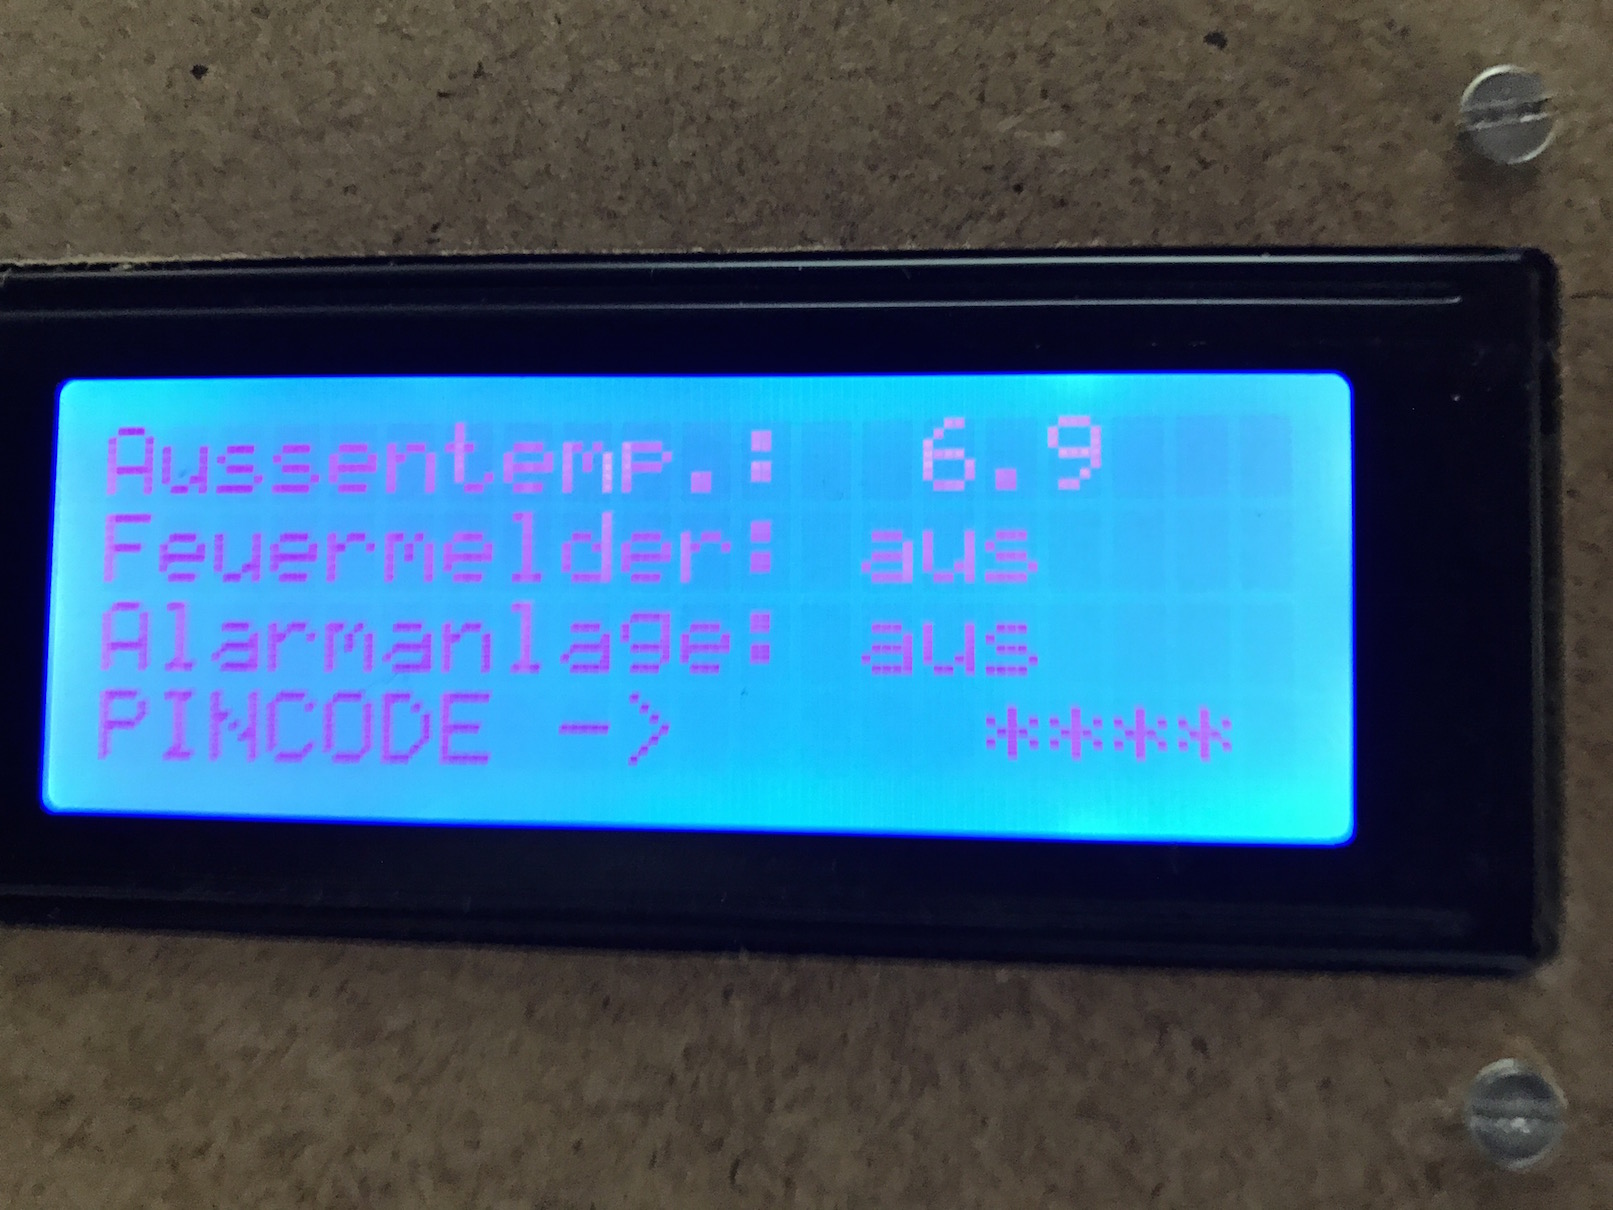 Aussentemp.: 6.9
Feuermelder: aus
Alarmanlage: aus
PINCODE -> ****